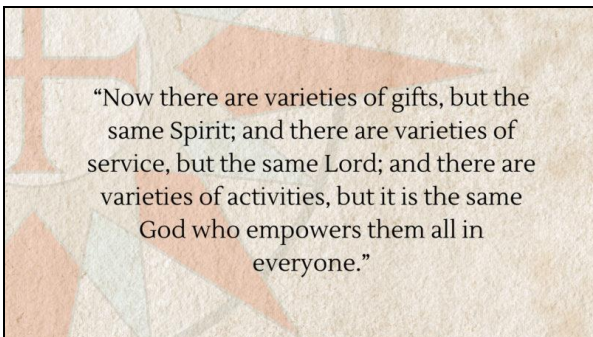 “Now there are varieties of gifts, but the
same Spirit; and there are varieties of
service, but the same Lord; and there are
varieties of activities, but it is the same
God who empowers them all in
everyone.”